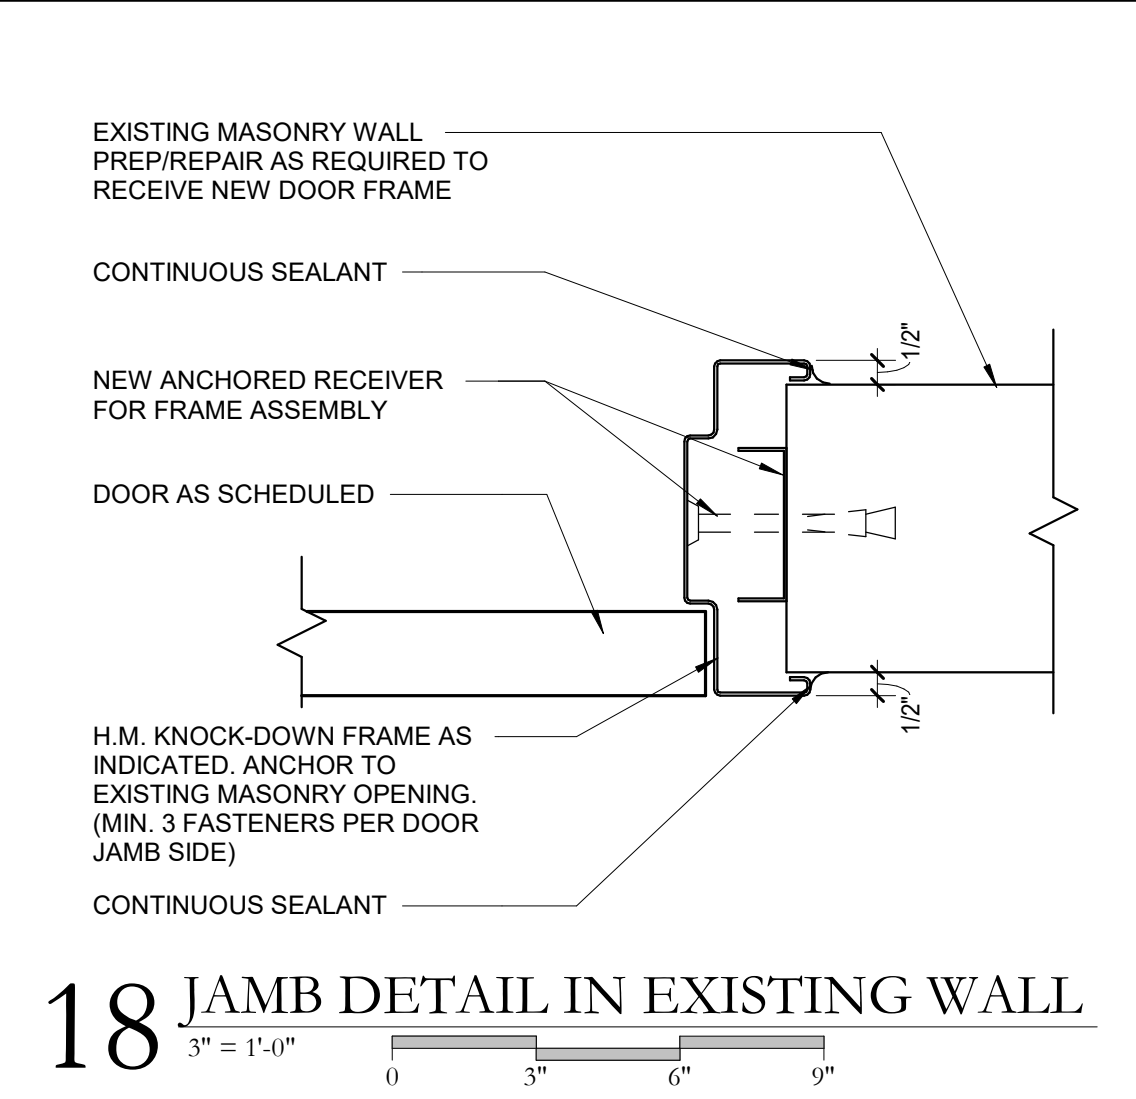 EXISTING MASONRY WALL
PREP/REPAIR AS REQUIRED TO
RECEIVE NEW DOOR FRAME
CONTINUOUS SEALANT
1/2"
NEW ANCHORED RECEIVER
FOR FRAME ASSEMBLY
DOOR AS SCHEDULED
1/2"
H.M. KNOCK-DOWN FRAME AS
INDICATED. ANCHOR TO
EXISTING MASONRY OPENING.
(MIN. 3 FASTENERS PER DOOR
JAMB SIDE)
CONTINUOUS SEALANT
18 JAMB DETAIL IN EXISTING WALL
3" = 1'-0"
0 3" 6" 9"